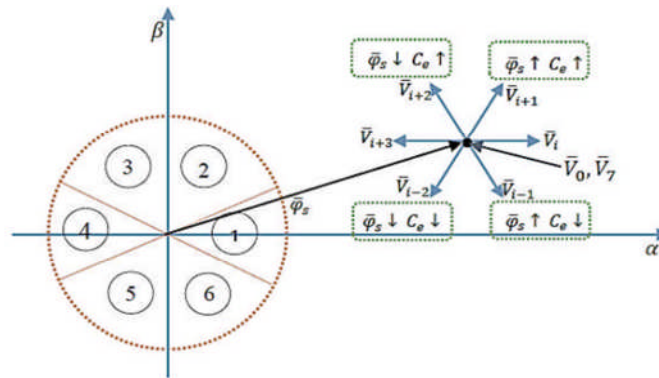 β
φ̄ₛ ↓ Cₑ ↑
φ̄ₛ ↑ Cₑ ↑
V̄ᵢ₊₂
V̄ᵢ₊₁
3
2
V̄ᵢ₊₃
V̄ᵢ
V̄₀, V̄₇
V̄ᵢ₋₂
V̄ᵢ₋₁
φ̄ₛ
4
1
φ̄ₛ ↓ Cₑ ↓
φ̄ₛ ↑ Cₑ ↓
α
5
6